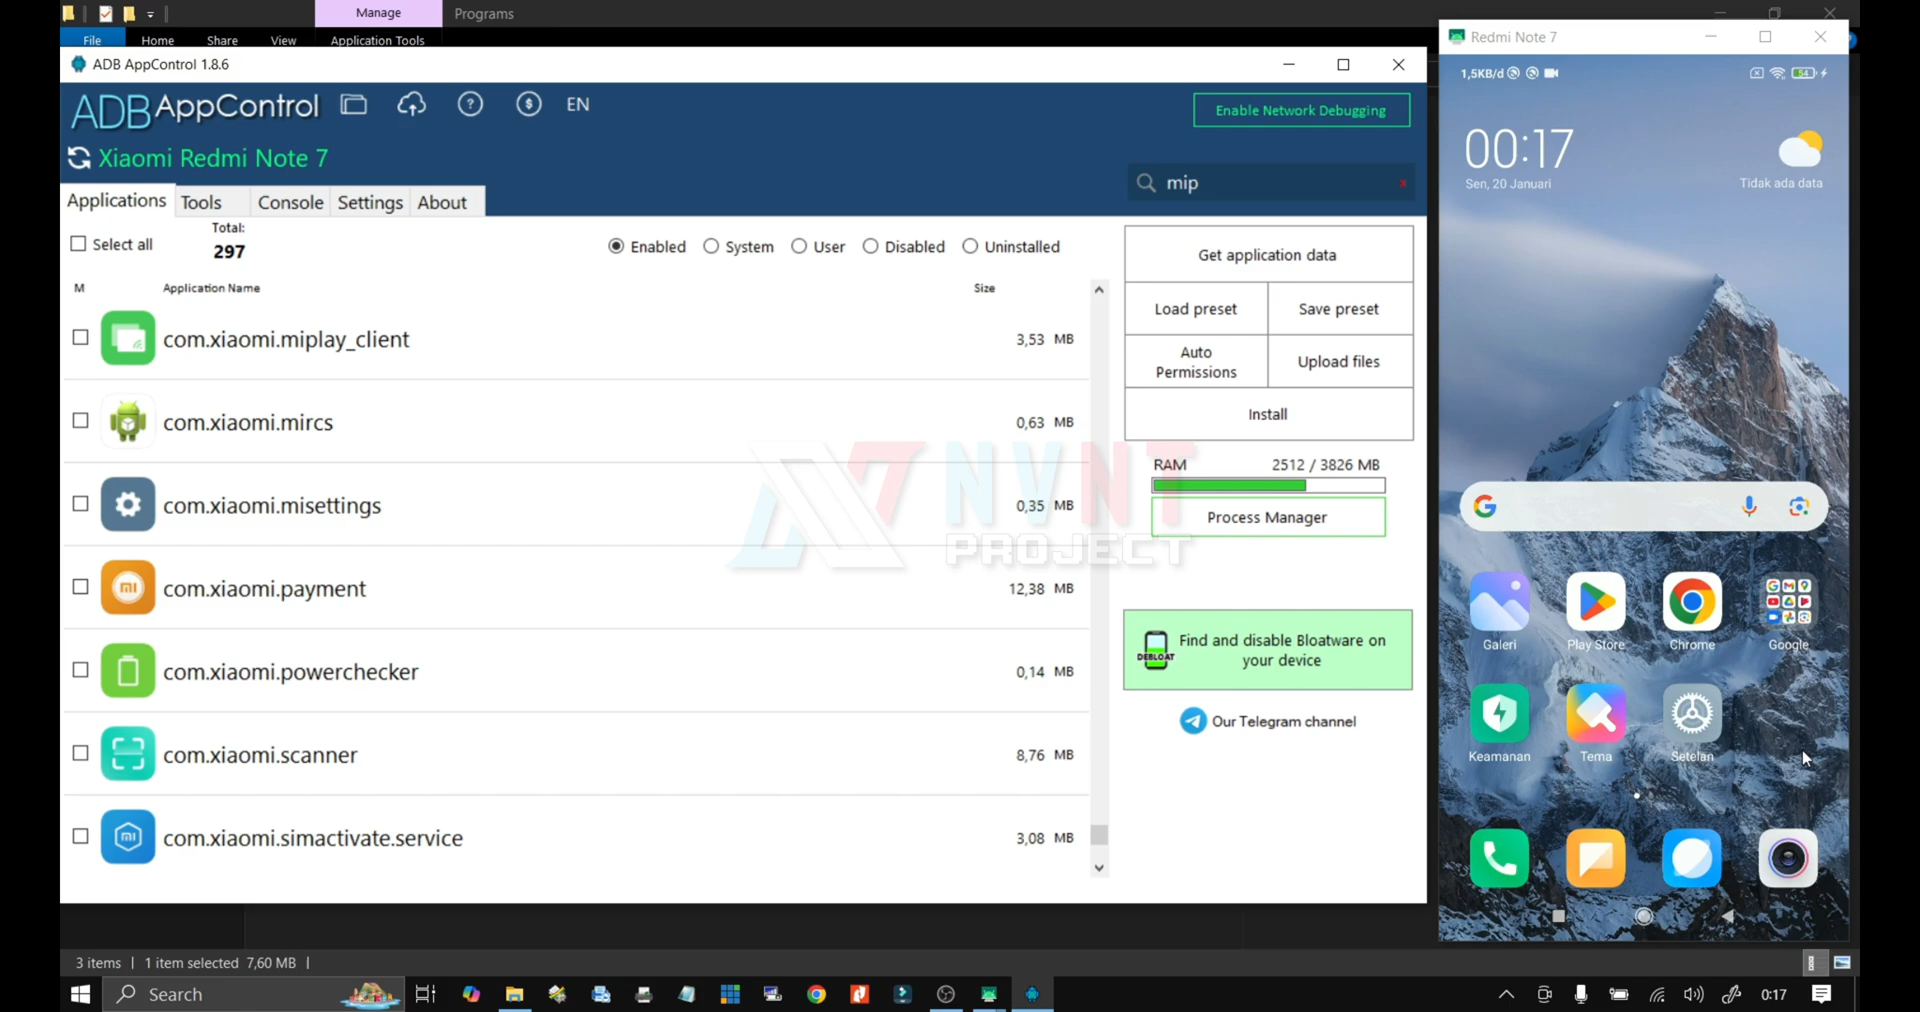 Manage
Programs
File
Home
Share
View
Application Tools
ADB AppControl 1.8.6
ADB AppControl
EN
Enable Network Debugging
Xiaomi Redmi Note 7
mip
x
Applications
Tools
Console
Settings
About
Select all
Total:
297
Enabled
System
User
Disabled
Uninstalled
M
Application Name
Size
com.xiaomi.miplay_client
3,53 MB
com.xiaomi.mircs
0,63 MB
com.xiaomi.misettings
0,35 MB
com.xiaomi.payment
12,38 MB
com.xiaomi.powerchecker
0,14 MB
com.xiaomi.scanner
8,76 MB
com.xiaomi.simactivate.service
3,08 MB
Get application data
Load preset
Save preset
Auto
Permissions
Upload files
Install
RAM
2512 / 3826 MB
Process Manager
DEBLOAT
Find and disable Bloatware on
your device
Our Telegram channel
NVNT
PROJECT
Redmi Note 7
1,5KB/d
54
00:17
Sen, 20 Januari
Tidak ada data
Galeri
Play Store
Chrome
Google
Keamanan
Tema
Setelan
3 items
1 item selected 7,60 MB
Search
0:17